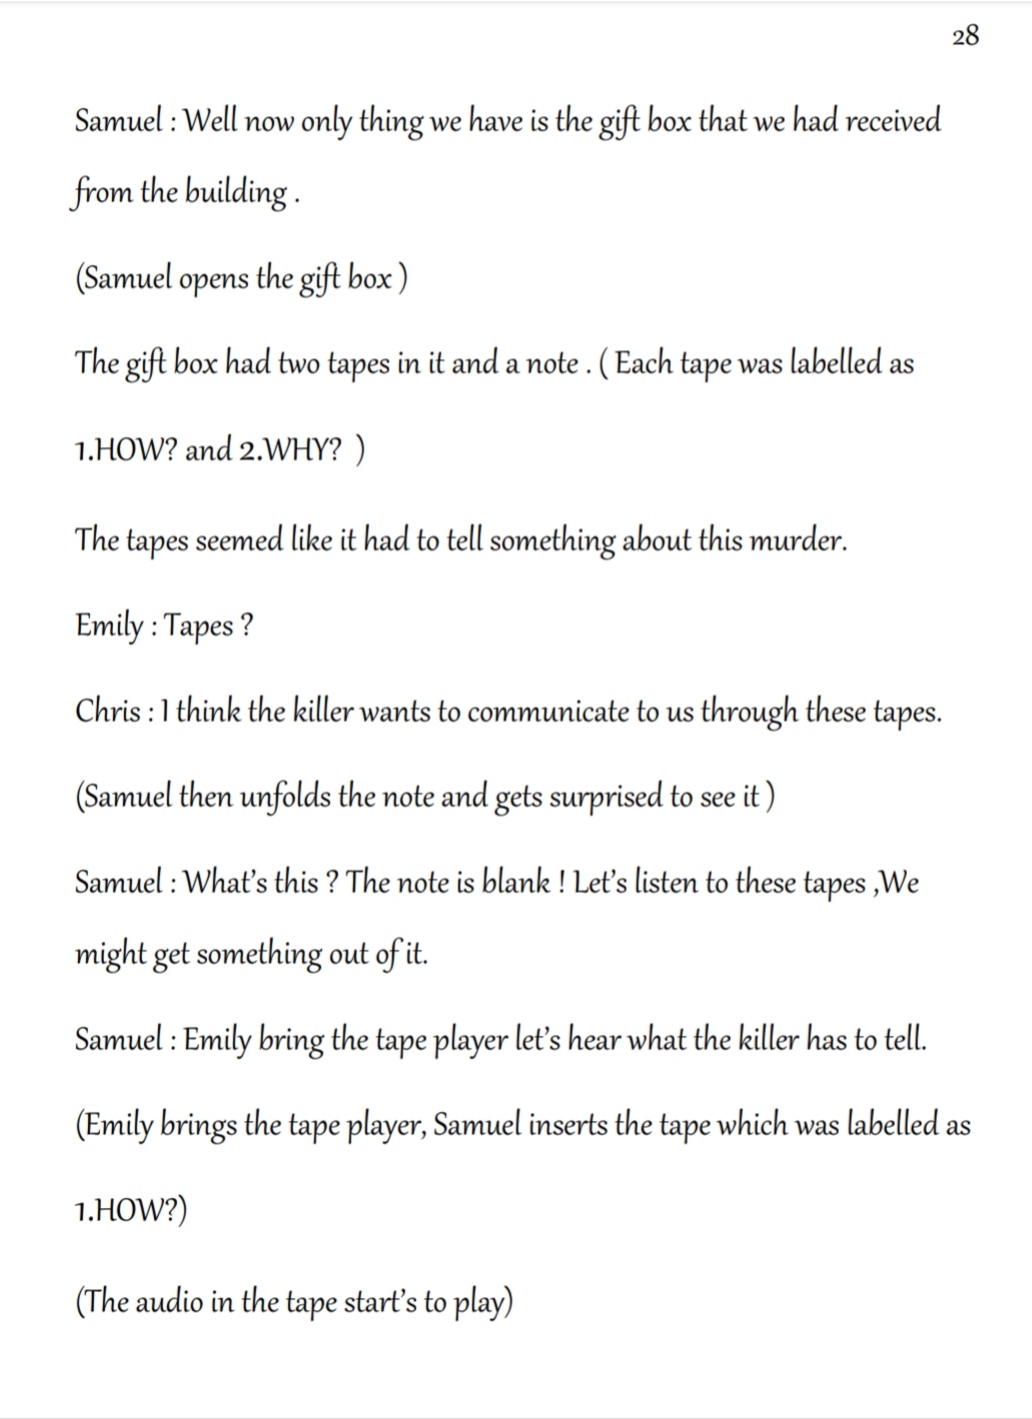 28
Samuel : Well now only thing we have is the gift box that we had received
from the building .
(Samuel opens the gift box )
The gift box had two tapes in it and a note . ( Each tape was labelled as
1.HOW? and 2.WHY? )
The tapes seemed like it had to tell something about this murder.
Emily : Tapes ?
Chris : I think the killer wants to communicate to us through these tapes.
(Samuel then unfolds the note and gets surprised to see it )
Samuel : What's this ? The note is blank ! Let's listen to these tapes ,We
might get something out of it.
Samuel : Emily bring the tape player let's hear what the killer has to tell.
(Emily brings the tape player, Samuel inserts the tape which was labelled as
1.HOW?)
(The audio in the tape start's to play)